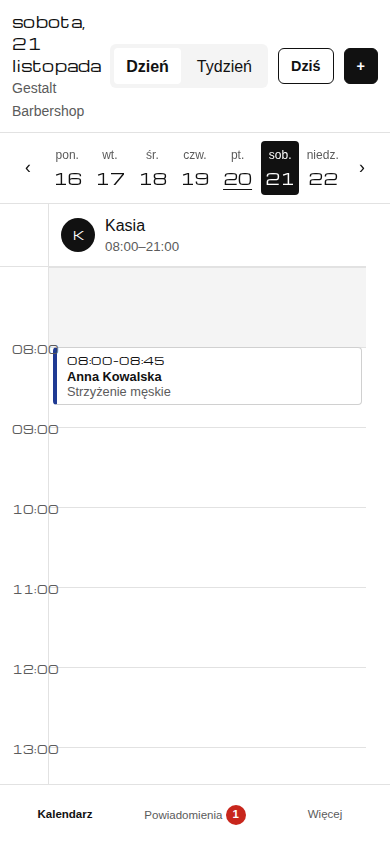 sobota,
21
listopada
Gestalt
Barbershop
Dzień Tydzień Dziś +
‹ pon. wt. śr. czw. pt. sob. niedz. ›
16 17 18 19 20 21 22
K Kasia
08:00–21:00
08:00
08:00-08:45
Anna Kowalska
Strzyżenie męskie
09:00
10:00
11:00
12:00
13:00
Kalendarz Powiadomienia 1 Więcej